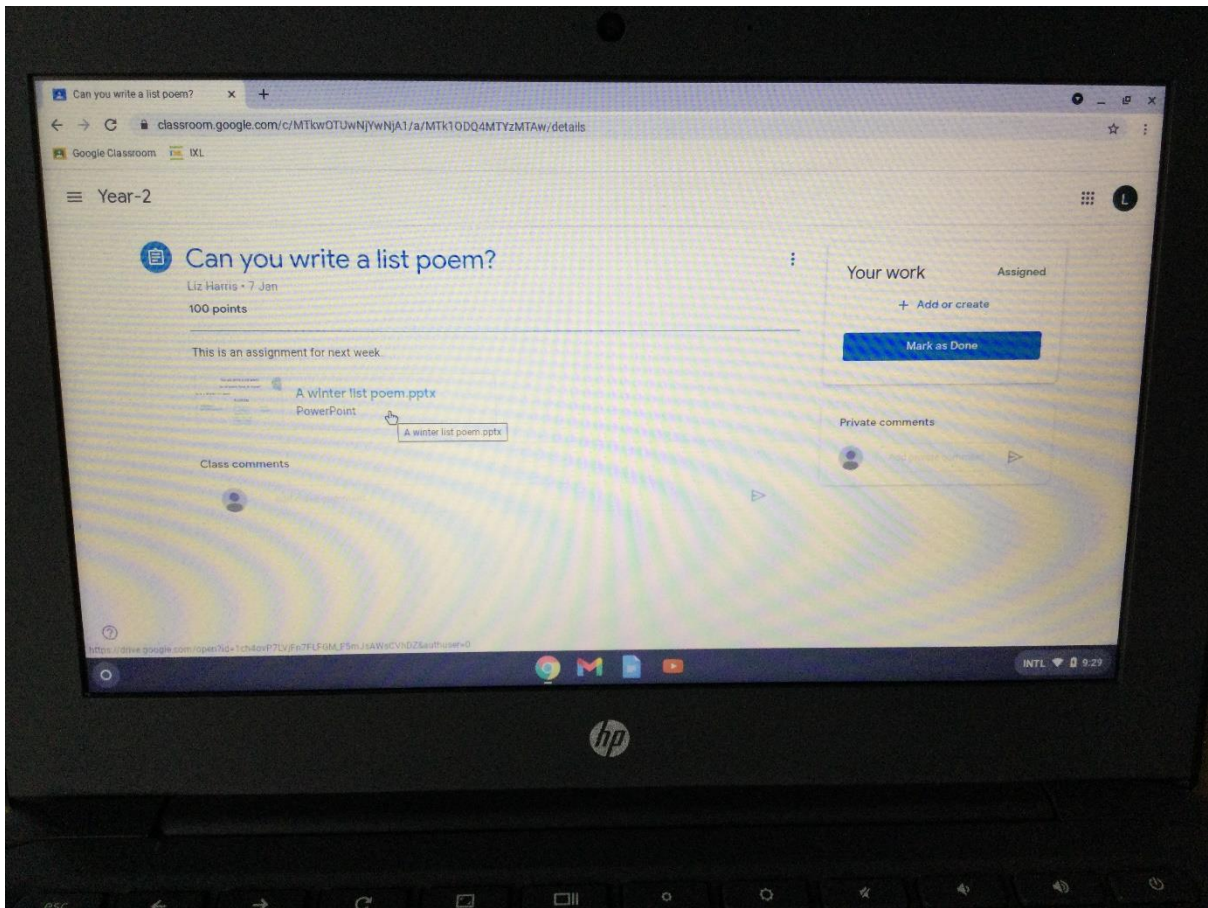 Can you write a list poem?
classroom.google.com/c/MTkwOTUwNjYwNjA1/a/MTk1ODQ4MTYzMTAw/details
Google Classroom IXL
Year-2
L
Can you write a list poem?
Liz Harris • 7 Jan
100 points
This is an assignment for next week.
A winter list poem.pptx
PowerPoint
A winter list poem.pptx
Class comments
Your work Assigned
+ Add or create
Mark as Done
Private comments
INTL 9:29
hp
esc